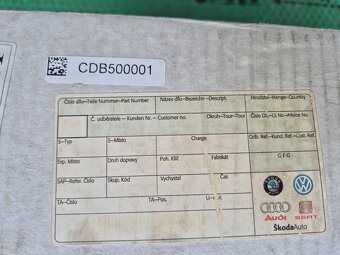 CDB500001
Číslo dílu-Teile Nummer-Part Number
Název dílu-Bezeichn.-Descript.
Množství-Menge-Quantity
Č. odběratele - Kunden Nr. - Customer no.
Okruh-Tour-Tour
Číslo DL-LS Nr.-Advice No.
S-Typ
S-Místo
Charge
Odb. Ref.-Kund. Ref.-Cust. Ref.
Exp. Místo
Druh dopravy
Poh. Klíč
Fabrikát
G.F.G
SAP-Refer. Číslo
Skup. Kód
Vychystal
Čas
TA-Číslo
TA-Pos.
Audi
SEAT
ŠkodaAuto